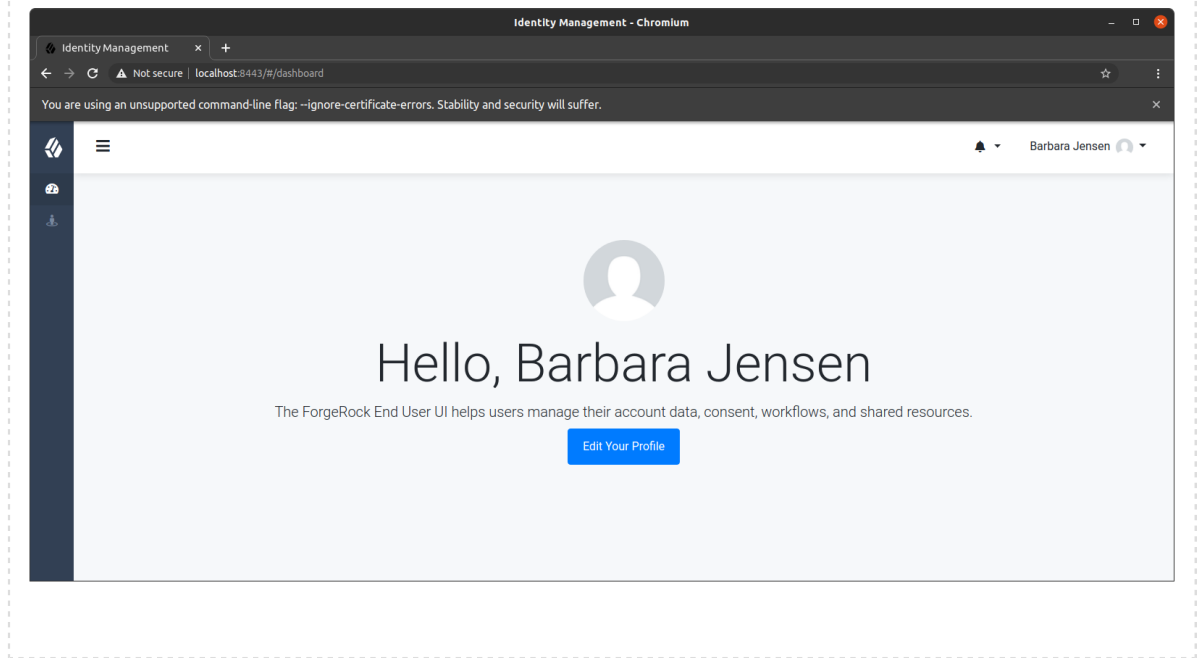 Identity Management - Chromium
Identity Management
Not secure | localhost:8443/#/dashboard
You are using an unsupported command-line flag: --ignore-certificate-errors. Stability and security will suffer.
Barbara Jensen
Hello, Barbara Jensen
The ForgeRock End User UI helps users manage their account data, consent, workflows, and shared resources.
Edit Your Profile